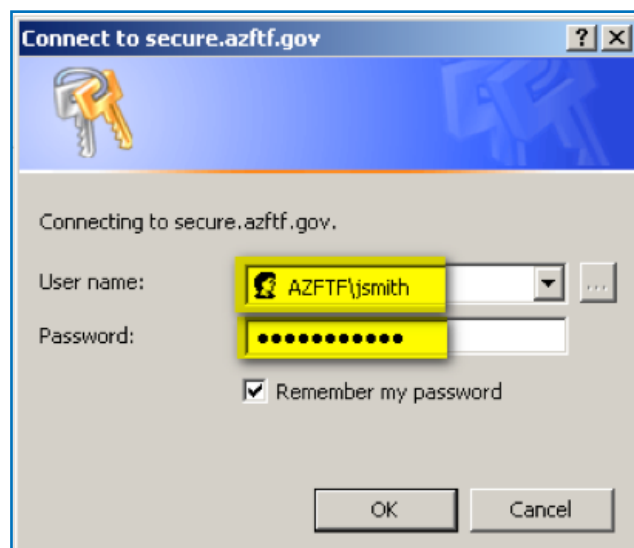 Connect to secure.azftf.gov
Connecting to secure.azftf.gov.
User name: AZFTF\jsmith ...
Password: ●●●●●●●●●●●
Remember my password
OK Cancel